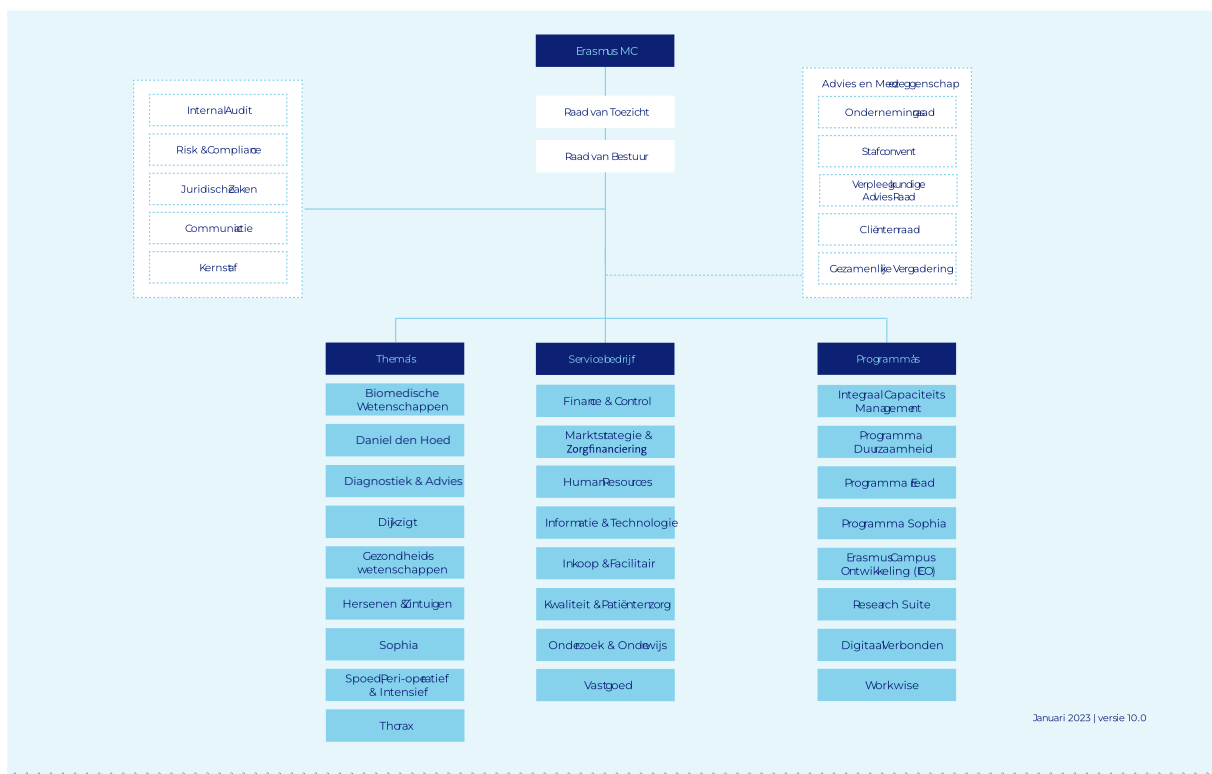 Erasmus MC
Raad van Toezicht
Raad van Bestuur
Internal Audit
Risk & Compliance
Juridische Zaken
Communicatie
Kernstaf
Advies en Medezeggenschap
Ondernemingsraad
Stafconvent
Verpleegkundige
Advies Raad
Cliëntenraad
Gezamenlijke Vergadering
Thema's
Biomedische
Wetenschappen
Daniel den Hoed
Diagnostiek & Advies
Dijkzigt
Gezondheids-
wetenschappen
Hersenen & Zintuigen
Sophia
Spoed, Peri-operatief
& Intensief
Thorax
Servicebedrijf
Finance & Control
Marktstrategie &
Zorgfinanciering
Human Resources
Informatie & Technologie
Inkoop & Facilitair
Kwaliteit & Patiëntenzorg
Onderzoek & Onderwijs
Vastgoed
Programma's
Integraal Capaciteits
Management
Programma
Duurzaamheid
Programma Eread
Programma Sophia
Erasmus Campus
Ontwikkeling (ECO)
Research Suite
Digitaal Verbonden
Workwise
Januari 2023 | versie 10.0